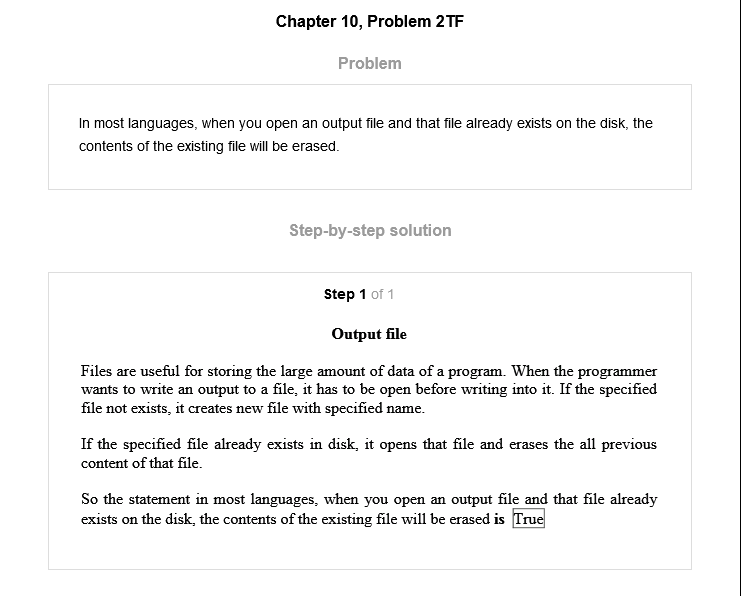 Chapter 10, Problem 2TF
Problem
In most languages, when you open an output file and that file already exists on the disk, the
contents of the existing file will be erased.
Step-by-step solution
Step 1 of 1
Output file
Files are useful for storing the large amount of data of a program. When the programmer
wants to write an output to a file, it has to be open before writing into it. If the specified
file not exists, it creates new file with specified name.
If the specified file already exists in disk, it opens that file and erases the all previous
content of that file.
So the statement in most languages, when you open an output file and that file already
exists on the disk, the contents of the existing file will be erased is True